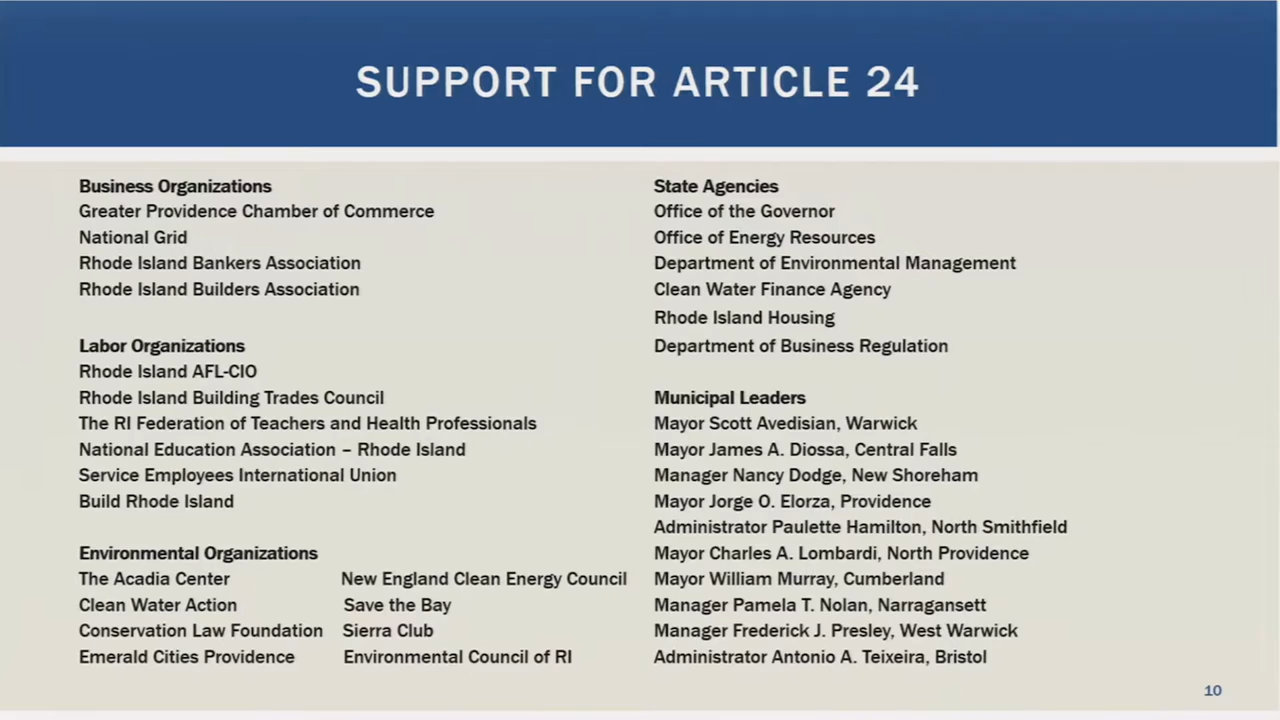 SUPPORT FOR ARTICLE 24
Business Organizations
Greater Providence Chamber of Commerce
National Grid
Rhode Island Bankers Association
Rhode Island Builders Association
Labor Organizations
Rhode Island AFL-CIO
Rhode Island Building Trades Council
The RI Federation of Teachers and Health Professionals
National Education Association – Rhode Island
Service Employees International Union
Build Rhode Island
Environmental Organizations
The Acadia Center New England Clean Energy Council
Clean Water Action Save the Bay
Conservation Law Foundation Sierra Club
Emerald Cities Providence Environmental Council of RI
State Agencies
Office of the Governor
Office of Energy Resources
Department of Environmental Management
Clean Water Finance Agency
Rhode Island Housing
Department of Business Regulation
Municipal Leaders
Mayor Scott Avedisian, Warwick
Mayor James A. Diossa, Central Falls
Manager Nancy Dodge, New Shoreham
Mayor Jorge O. Elorza, Providence
Administrator Paulette Hamilton, North Smithfield
Mayor Charles A. Lombardi, North Providence
Mayor William Murray, Cumberland
Manager Pamela T. Nolan, Narragansett
Manager Frederick J. Presley, West Warwick
Administrator Antonio A. Teixeira, Bristol
10